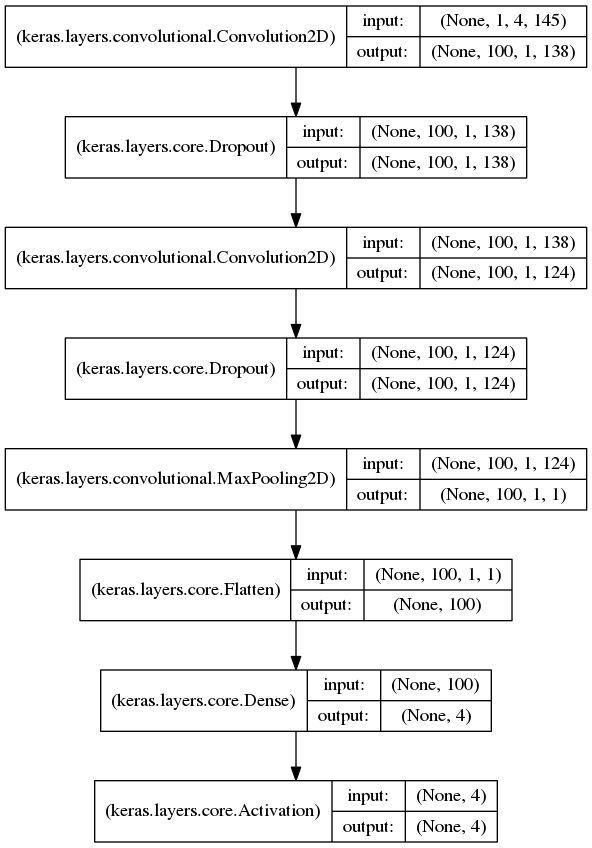 (keras.layers.convolutional.Convolution2D) input: (None, 1, 4, 145)
output: (None, 100, 1, 138)
(keras.layers.core.Dropout) input: (None, 100, 1, 138)
output: (None, 100, 1, 138)
(keras.layers.convolutional.Convolution2D) input: (None, 100, 1, 138)
output: (None, 100, 1, 124)
(keras.layers.core.Dropout) input: (None, 100, 1, 124)
output: (None, 100, 1, 124)
(keras.layers.convolutional.MaxPooling2D) input: (None, 100, 1, 124)
output: (None, 100, 1, 1)
(keras.layers.core.Flatten) input: (None, 100, 1, 1)
output: (None, 100)
(keras.layers.core.Dense) input: (None, 100)
output: (None, 4)
(keras.layers.core.Activation) input: (None, 4)
output: (None, 4)